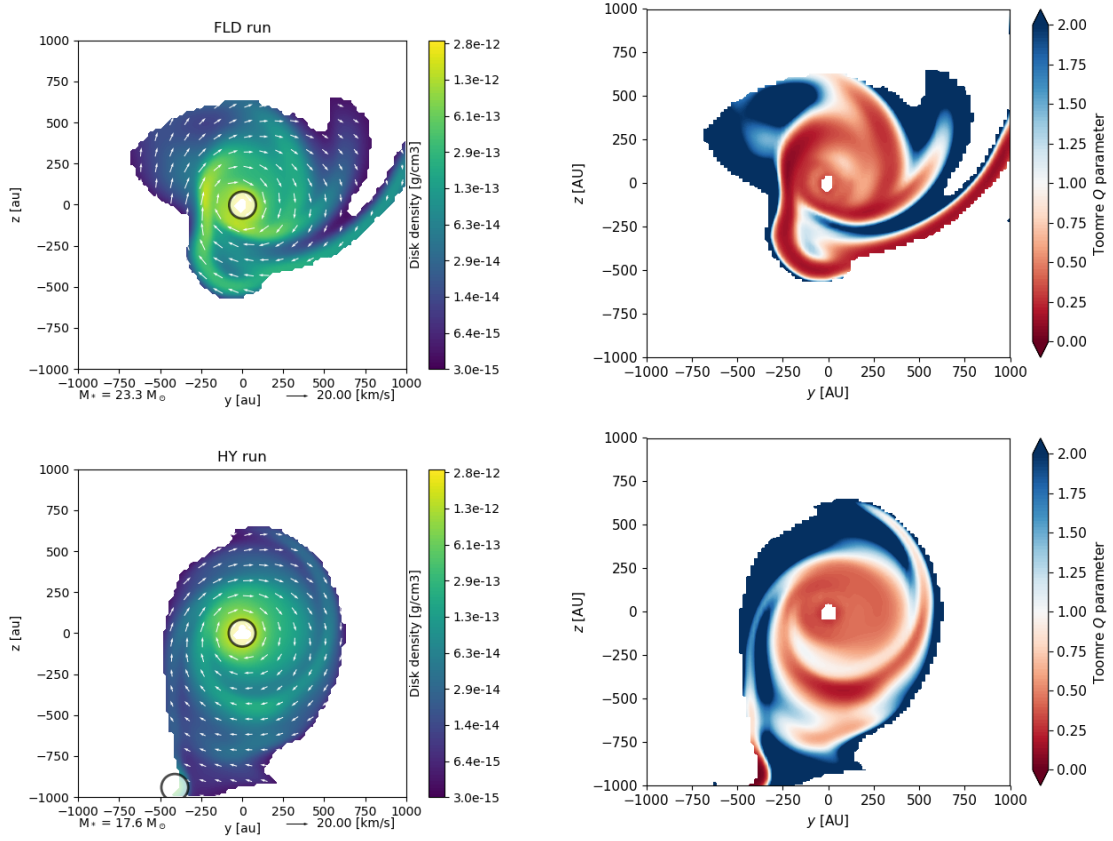 FLD run
1000
750
500
250
0
−250
−500
−750
−1000
z [au]
−1000 −750 −500 −250 0 250 500 750 1000
M* = 23.3 M⊙ y [au] 20.00 [km/s]
2.8e-12
1.3e-12
6.1e-13
2.9e-13
1.3e-13
6.4e-14
2.9e-14
1.4e-14
6.4e-15
3.0e-15
Disk density [g/cm3]
1000
750
500
250
0
−250
−500
−750
−1000
z [AU]
−1000 −750 −500 −250 0 250 500 750 1000
y [AU]
2.00
1.75
1.50
1.25
1.00
0.75
0.50
0.25
0.00
Toomre Q parameter
HY run
1000
750
500
250
0
−250
−500
−750
−1000
z [au]
−1000 −750 −500 −250 0 250 500 750 1000
M* = 17.6 M⊙ y [au] 20.00 [km/s]
2.8e-12
1.3e-12
6.1e-13
2.9e-13
1.3e-13
6.4e-14
2.9e-14
1.4e-14
6.4e-15
3.0e-15
Disk density [g/cm3]
1000
750
500
250
0
−250
−500
−750
−1000
z [AU]
−1000 −750 −500 −250 0 250 500 750 1000
y [AU]
2.00
1.75
1.50
1.25
1.00
0.75
0.50
0.25
0.00
Toomre Q parameter